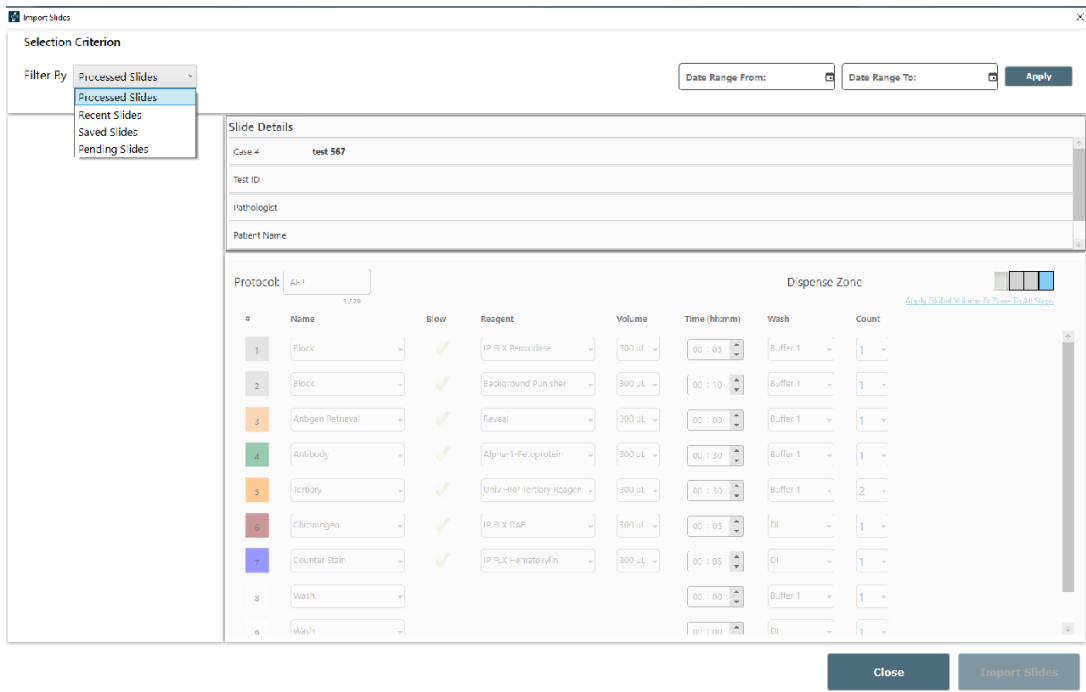 Import Slides
Selection Criterion
Filter By Processed Slides
Date Range From: Date Range To: Apply
Processed Slides
Recent Slides
Saved Slides
Pending Slides
Slide Details
Case # test 567
Test ID
Pathologist
Patient Name
Protocol: AFP Dispense Zone
3 / 20 Apply Global Volume & Zone To All Steps
# Name Blow Reagent Volume Time (hh:mm) Wash Count
1 Block IP FLX Peroxidase 300 uL 00 : 05 Buffer 1 1
2 Block Background Punisher 300 uL 00 : 10 Buffer 1 1
3 Antigen Retrieval Reveal 300 uL 00 : 00 Buffer 1 1
4 Antibody Alpha-1-Fetoprotein 300 uL 00 : 30 Buffer 1 1
5 Tertiary Univ HRP Tertiary Reagen 300 uL 00 : 30 Buffer 1 2
6 Chromogen IP FLX DAB 300 uL 00 : 05 DI 1
7 Counter Stain IP FLX Hematoxylin 300 uL 00 : 05 DI 1
8 Wash 00 : 00 Buffer 1 1
9 Wash 00 : 00 DI 1
Close Import Slides